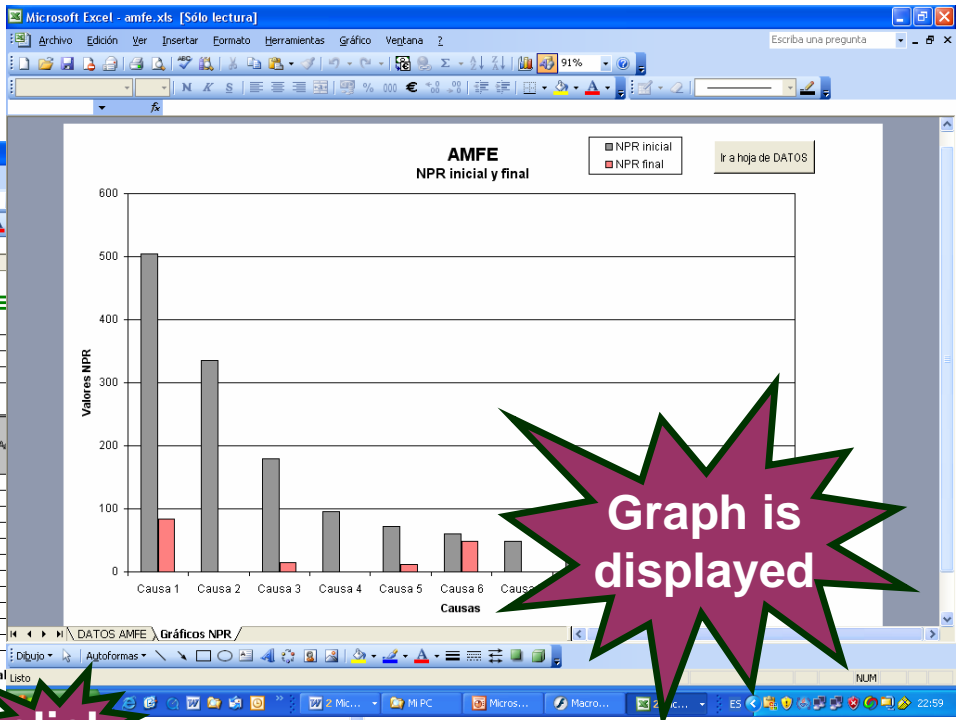 Microsoft Excel - amfe.xls [Sólo lectura]
Archivo Edición Ver Insertar Formato Herramientas Gráfico Ventana ?
Escriba una pregunta
91%
N K S % 000 €
fx
AMFE
NPR inicial y final
NPR inicial
NPR final
Ir a hoja de DATOS
600
500
400
300
200
100
0
Valores NPR
Causa 1 Causa 2 Causa 3 Causa 4 Causa 5 Causa 6
Causas
Graph is
displayed
DATOS AMFE Gráficos NPR
Dibujo Autoformas
Listo
NUM
2 Mic... Mi PC Micros... Macro...
ES 22:59